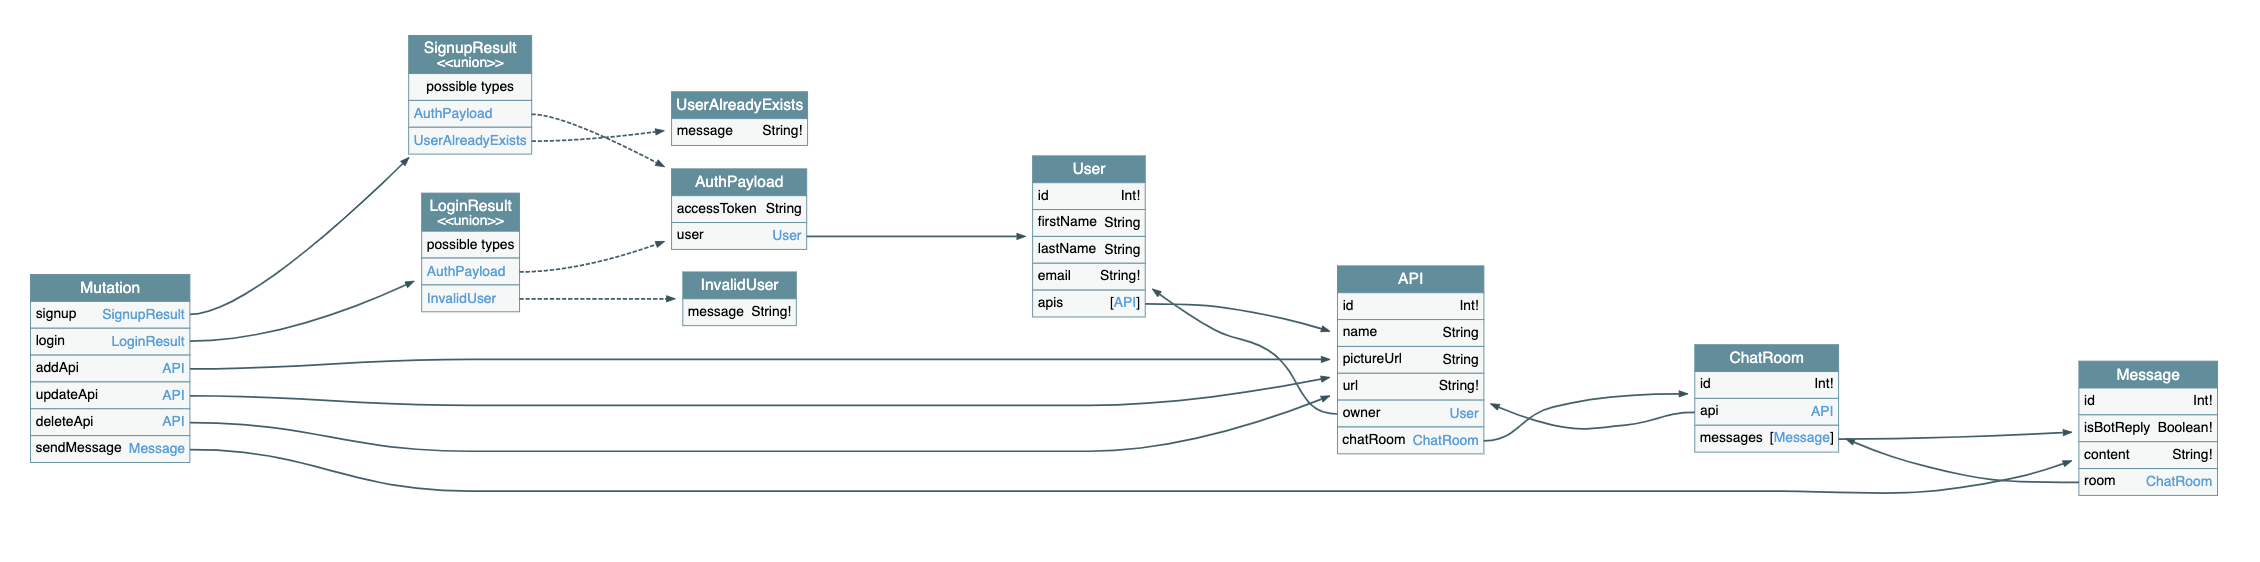 SignupResult
<<union>>
possible types
AuthPayload
UserAlreadyExists
UserAlreadyExists
message String!
AuthPayload
accessToken String
user User
LoginResult
<<union>>
possible types
AuthPayload
InvalidUser
InvalidUser
message String!
Mutation
signup SignupResult
login LoginResult
addApi API
updateApi API
deleteApi API
sendMessage Message
User
id Int!
firstName String
lastName String
email String!
apis [API]
API
id Int!
name String
pictureUrl String
url String!
owner User
chatRoom ChatRoom
ChatRoom
id Int!
api API
messages [Message]
Message
id Int!
isBotReply Boolean!
content String!
room ChatRoom